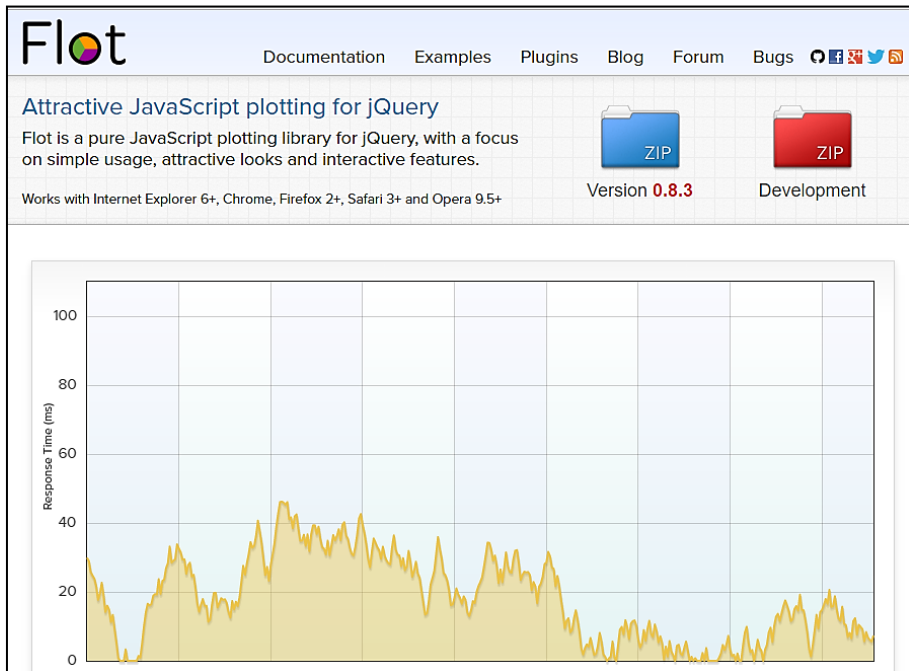 Flot
Documentation Examples Plugins Blog Forum Bugs
Attractive JavaScript plotting for jQuery
Flot is a pure JavaScript plotting library for jQuery, with a focus
on simple usage, attractive looks and interactive features.
Works with Internet Explorer 6+, Chrome, Firefox 2+, Safari 3+ and Opera 9.5+
ZIP
Version 0.8.3
ZIP
Development
Response Time (ms)
100
80
60
40
20
0